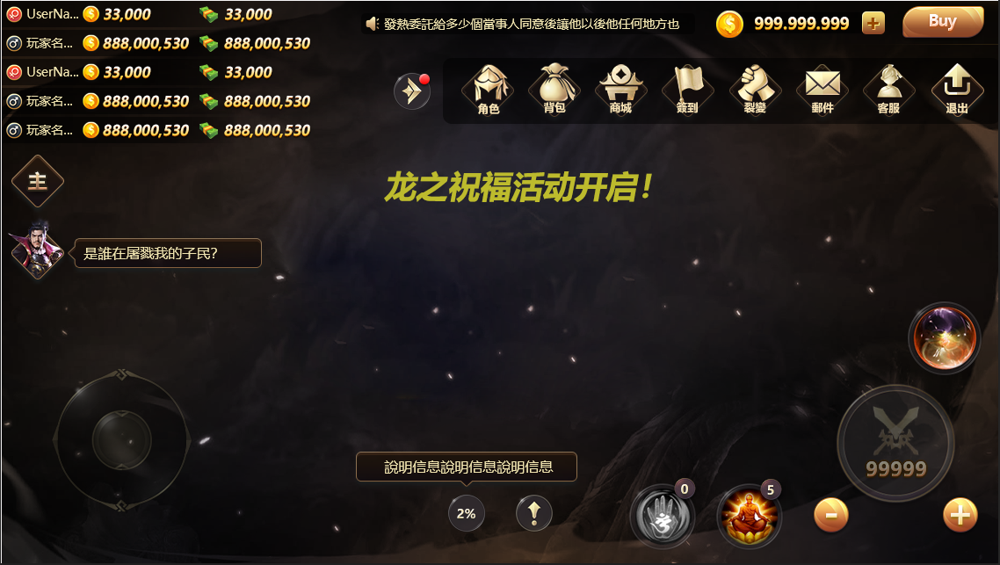 UserNa... 33,000 33,000
玩家名... 888,000,530 888,000,530
UserNa... 33,000 33,000
玩家名... 888,000,530 888,000,530
玩家名... 888,000,530 888,000,530
發熱委託給多少個當事人同意後讓他以後他任何地方也
999.999.999
Buy
角色 背包 商城 簽到 裂變 郵件 客服 退出
主
龙之祝福活动开启!
是誰在屠戮我的子民?
99999
說明信息說明信息說明信息
2%
0
5